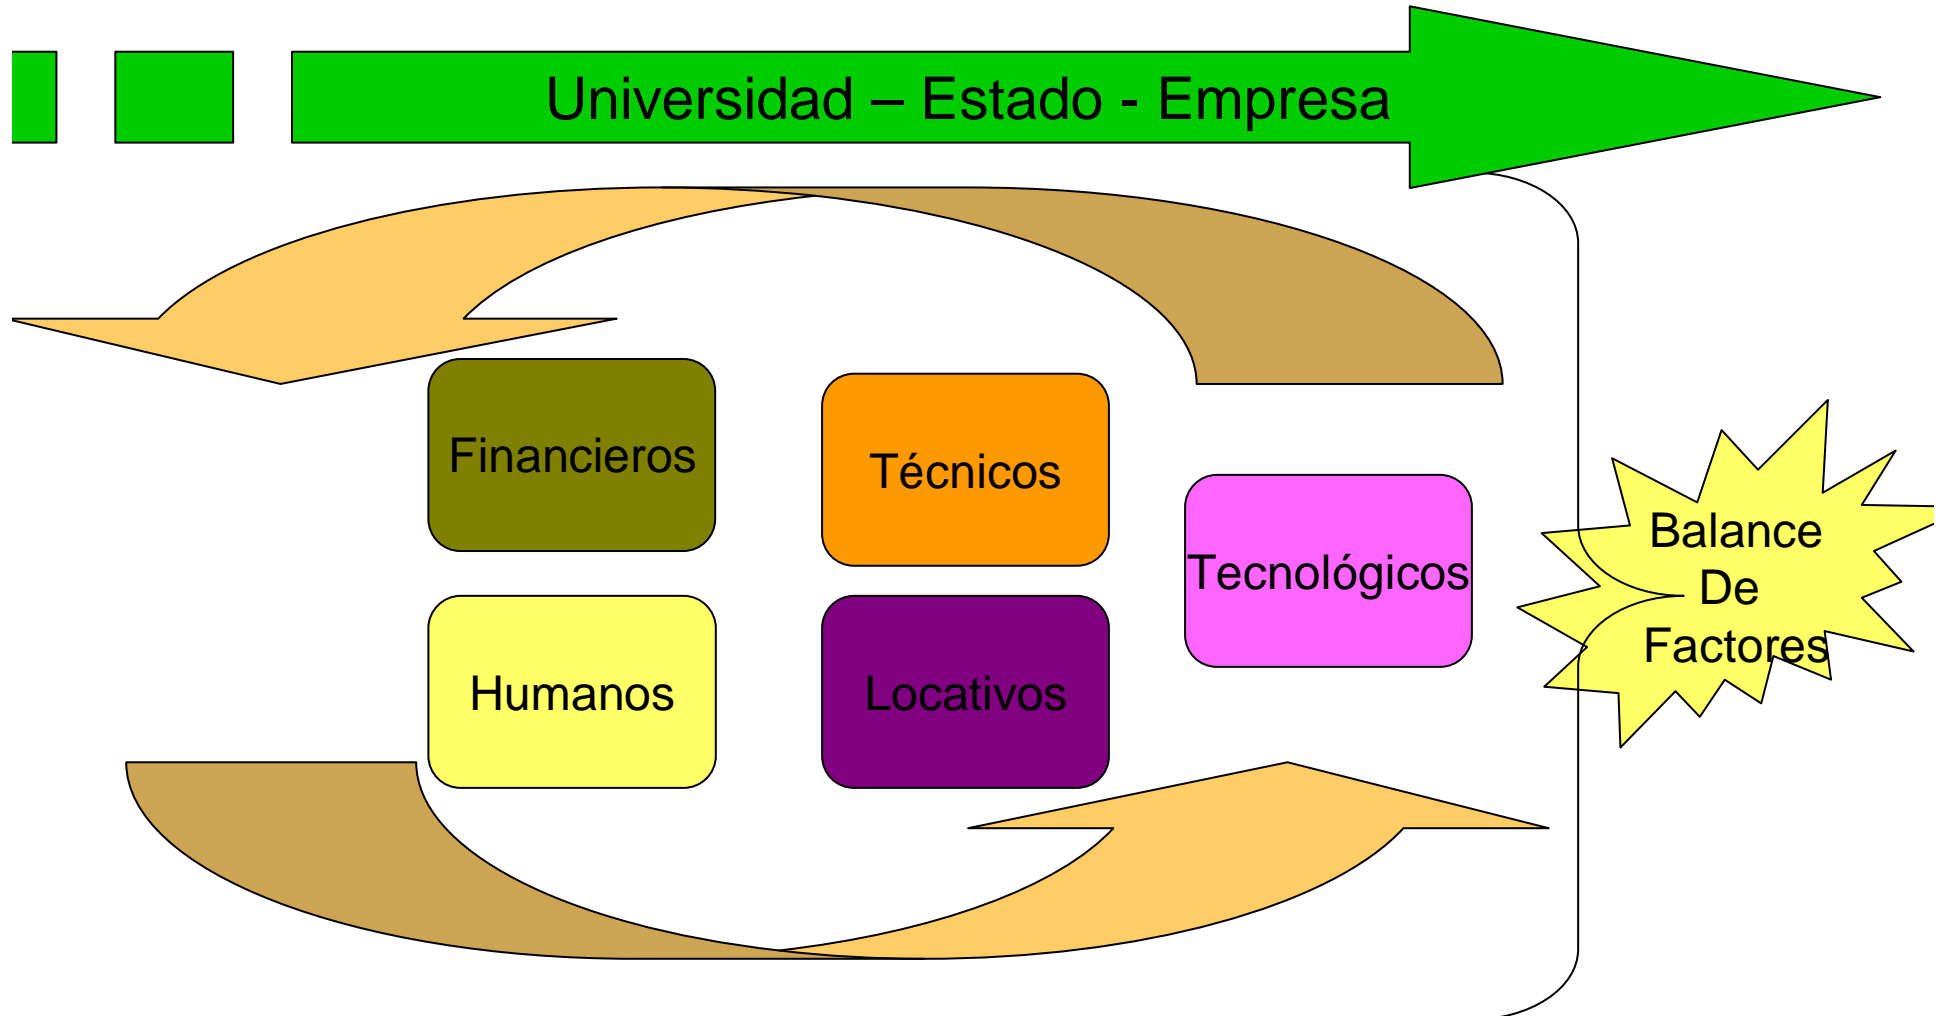 Universidad – Estado - Empresa
Financieros
Técnicos
Tecnológicos
Humanos
Locativos
Balance
De
Factores